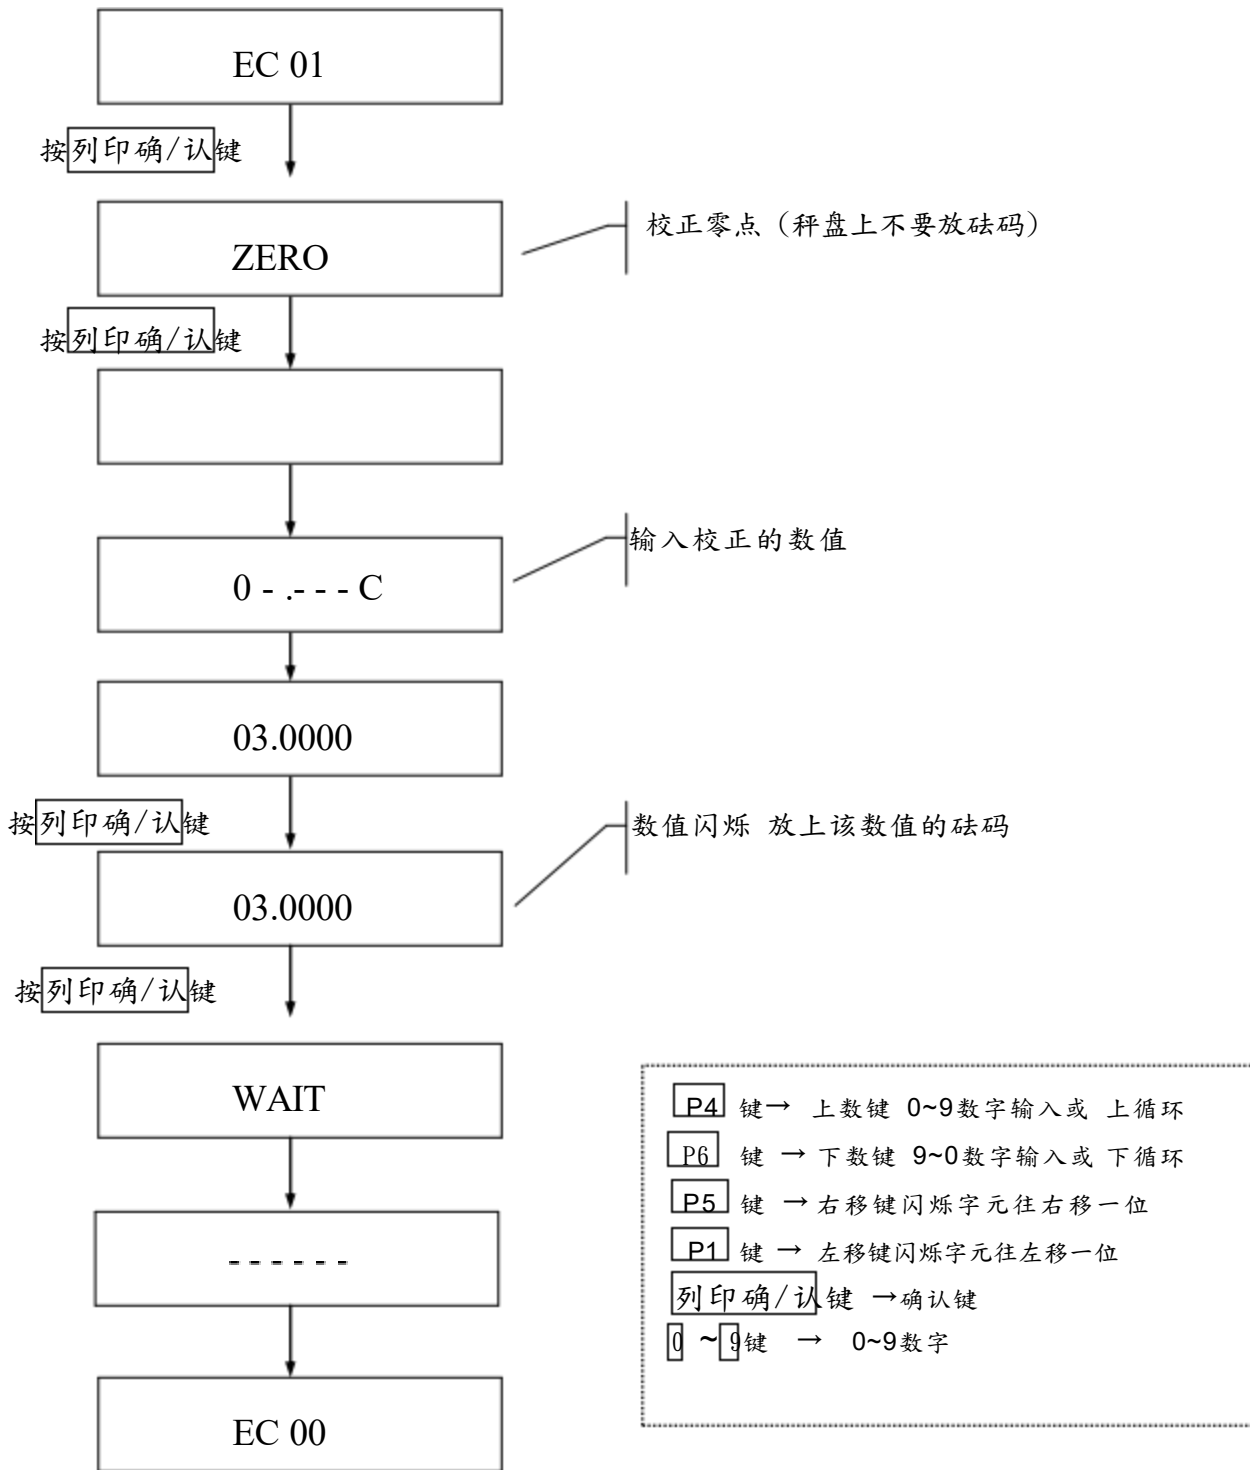 EC 01
按列印确/认键
校正零点（秤盘上不要放砝码）
ZERO
按列印确/认键
输入校正的数值
0 - .- - - C
03.0000
按列印确/认键
数值闪烁 放上该数值的砝码
03.0000
按列印确/认键
WAIT
- - - - - -
EC 00
P4 键→ 上数键 0~9数字输入或 上循环
P6 键 → 下数键 9~0数字输入或 下循环
P5 键 → 右移键闪烁字元往右移一位
P1 键 → 左移键闪烁字元往左移一位
列印确/认键 →确认键
0 ~ 9键 → 0~9数字